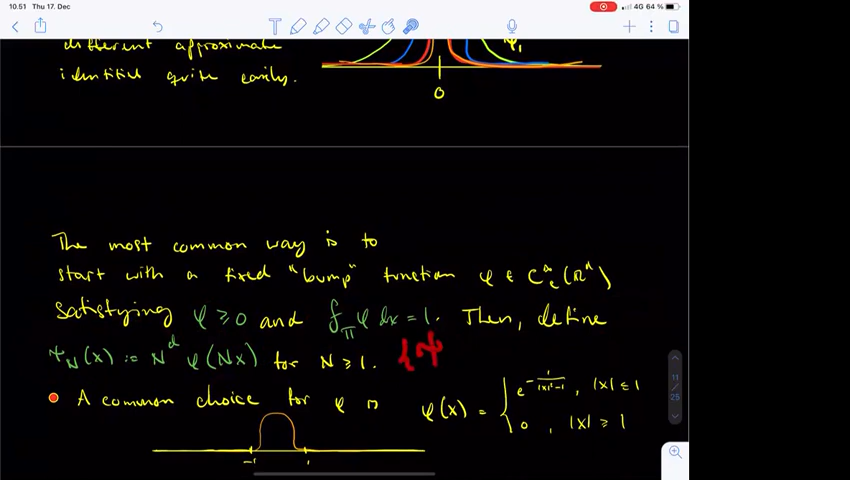 10.51 Thu 17. Dec
4G 64 %
different approximate
identities quite easily.
ψ₁
0
The most common way is to
start with a fixed "bump" function φ ∈ C_c^∞(ℝ^d)
satisfying φ ≥ 0 and ⨍_𝕋 φ dx = 1. Then, define
ψ_N(x) := N^d φ(Nx) for N ≥ 1. {ψ
• A common choice for φ is φ(x) = { e^{-1/(|x|²-1)}, |x| ≤ 1
0, |x| ≥ 1
-1 1
11
25